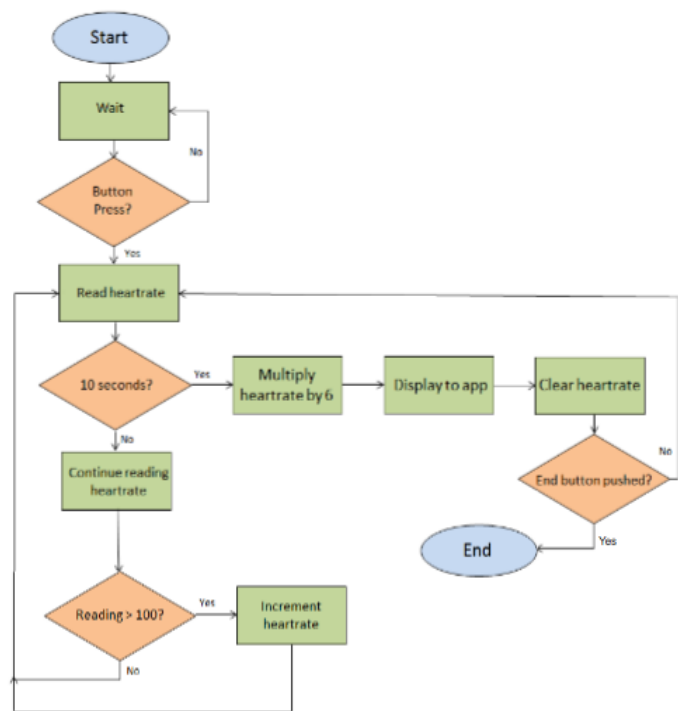 Start
Wait
No
Button
Press?
Yes
Read heartrate
10 seconds?
Yes
Multiply
heartrate by 6
Display to app
Clear heartrate
No
No
Continue reading
heartrate
End button pushed?
Yes
End
Reading > 100?
Yes
Increment
heartrate
No